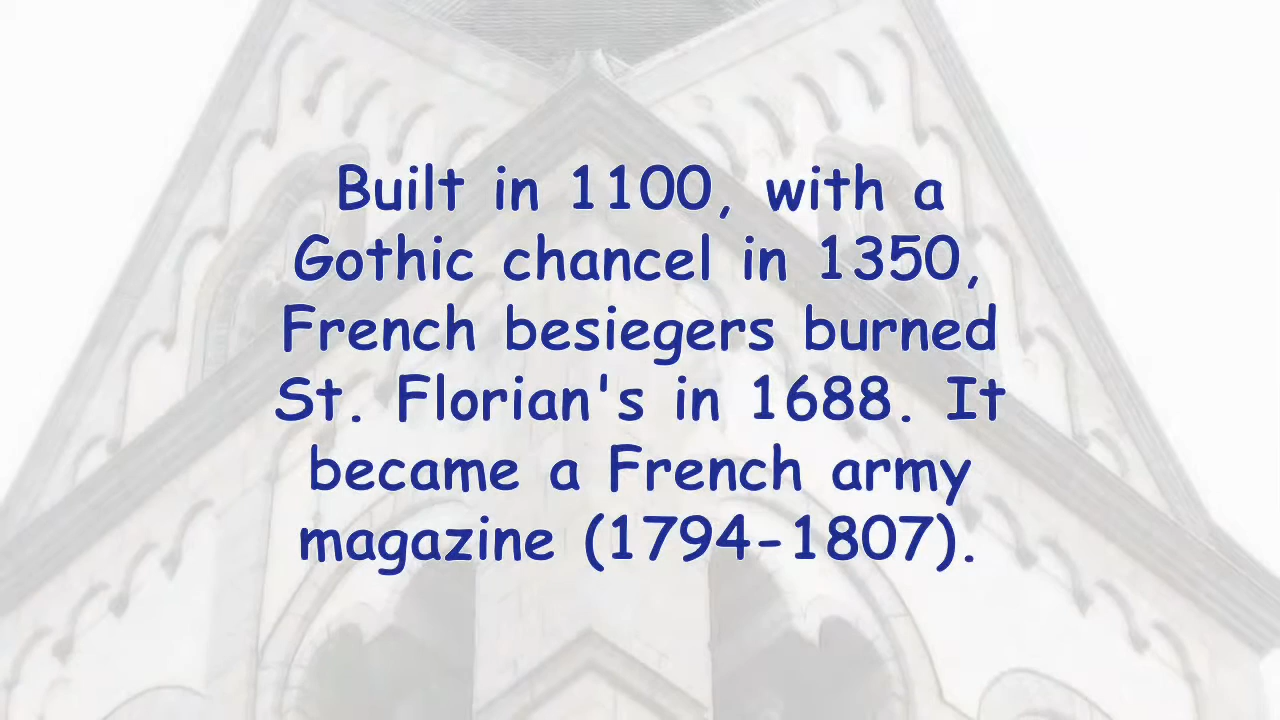 Built in 1100, with a
Gothic chancel in 1350,
French besiegers burned
St. Florian's in 1688. It
became a French army
magazine (1794-1807).